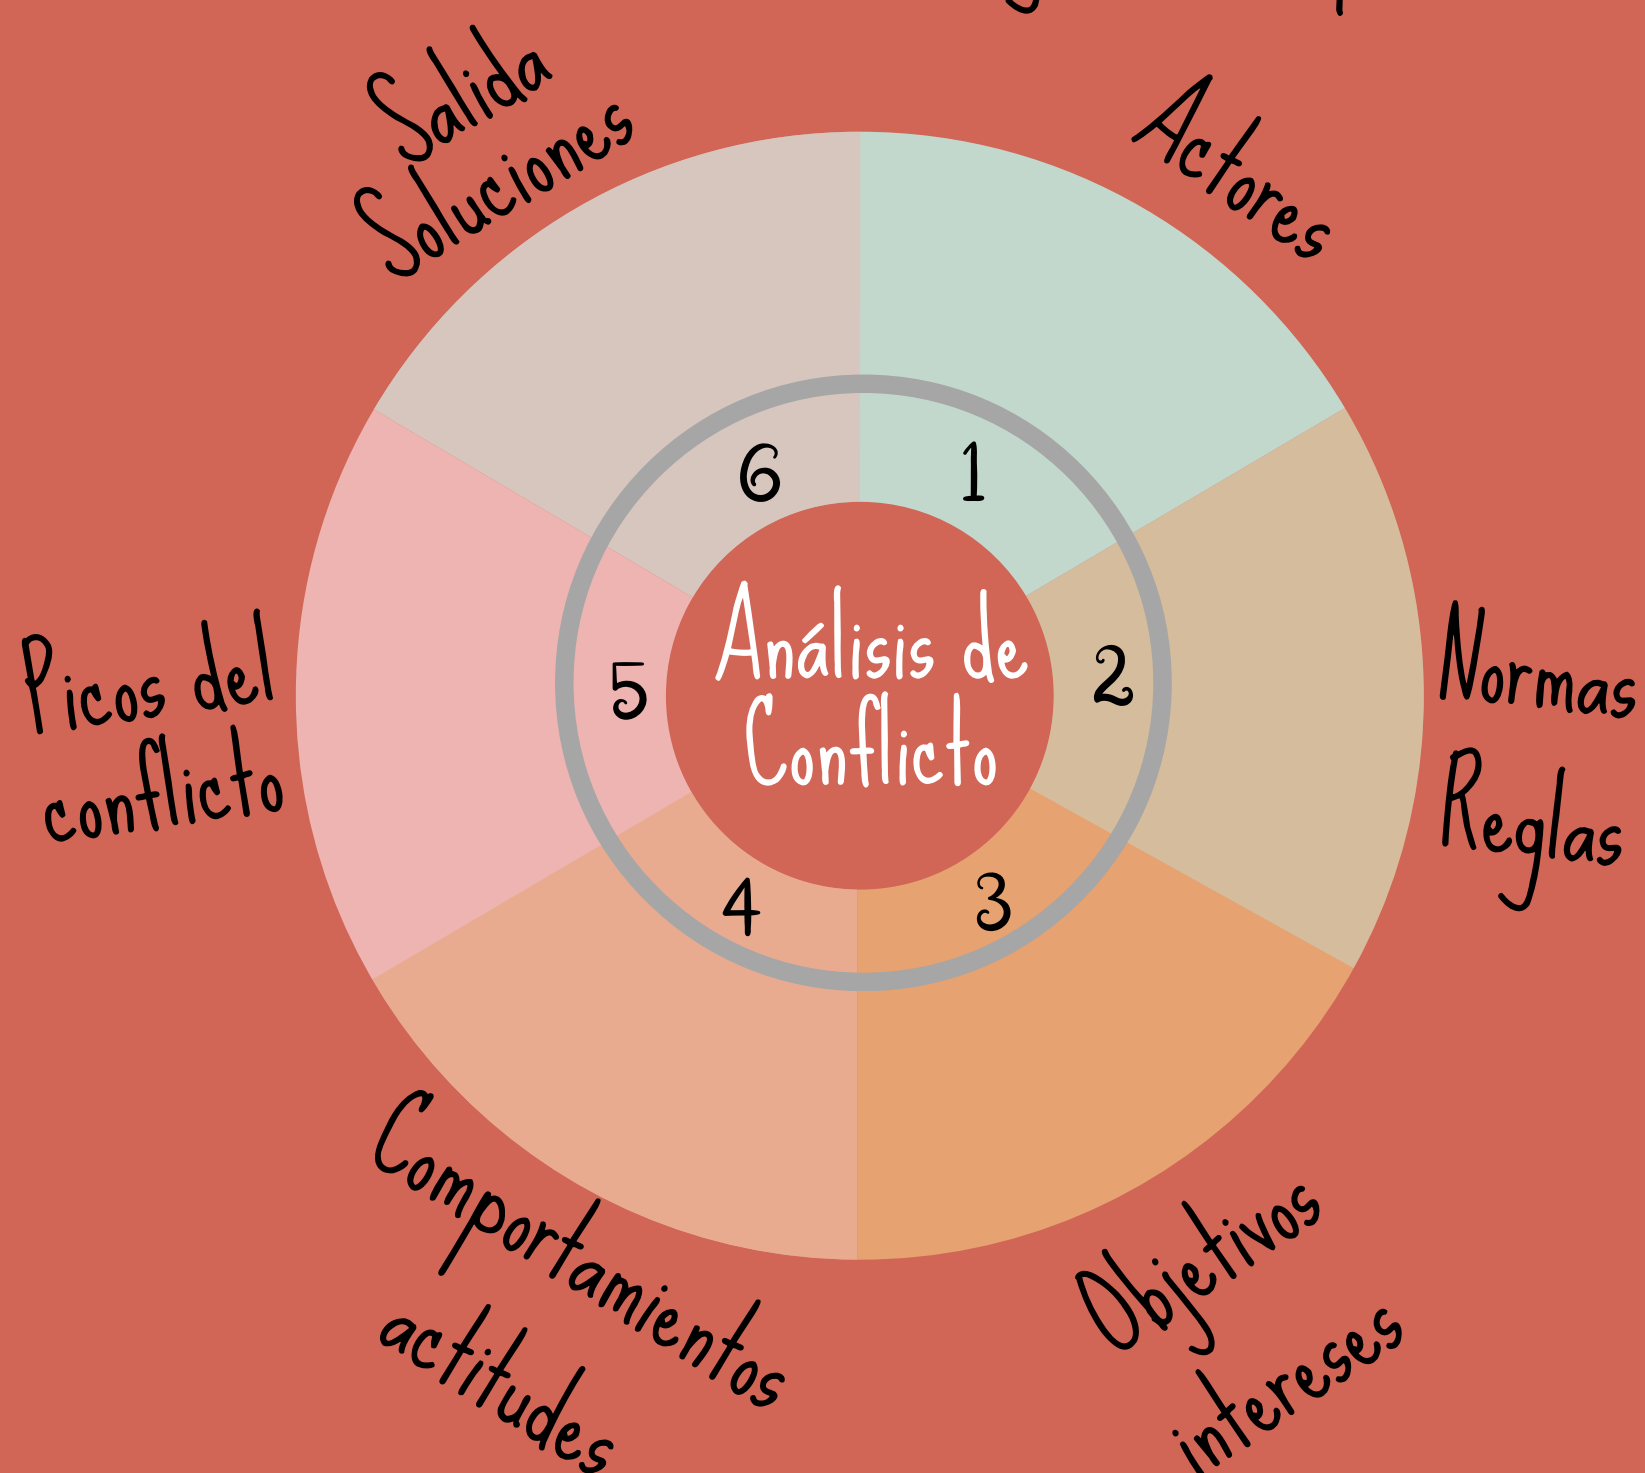 Salida
Soluciones
Actores
6
1
Análisis de
Conflicto
5
2
Picos del
conflicto
Normas
Reglas
4
3
Comportamientos
actitudes
Objetivos
intereses